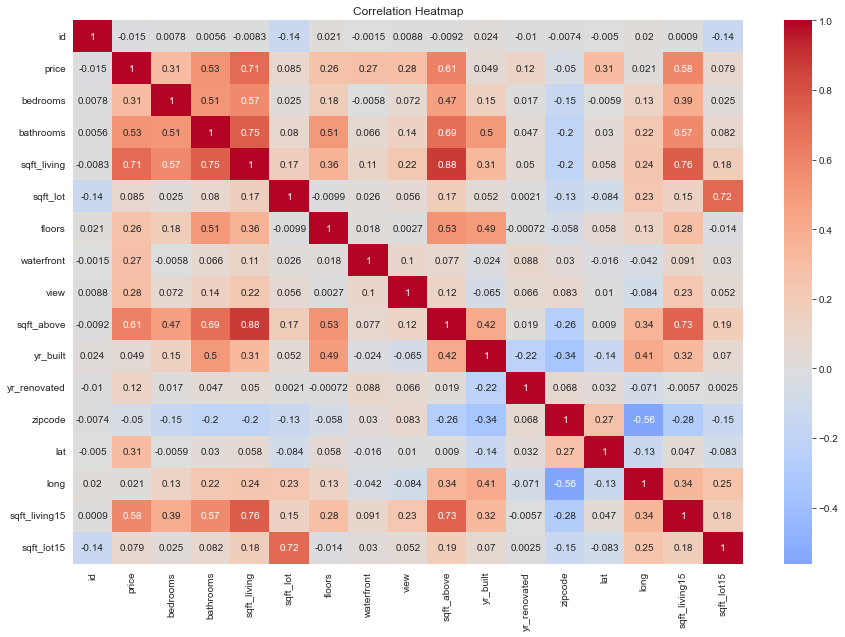 Correlation Heatmap
id 1 -0.015 0.0078 0.0056 -0.0083 -0.14 0.021 -0.0015 0.0088 -0.0092 0.024 -0.01 -0.0074 -0.005 0.02 0.0009 -0.14
price -0.015 1 0.31 0.53 0.71 0.085 0.26 0.27 0.28 0.61 0.049 0.12 -0.05 0.31 0.021 0.58 0.079
bedrooms 0.0078 0.31 1 0.51 0.57 0.025 0.18 -0.0058 0.072 0.47 0.15 0.017 -0.15 -0.0059 0.13 0.39 0.025
bathrooms 0.0056 0.53 0.51 1 0.75 0.08 0.51 0.066 0.14 0.69 0.5 0.047 -0.2 0.03 0.22 0.57 0.082
sqft_living -0.0083 0.71 0.57 0.75 1 0.17 0.36 0.11 0.22 0.88 0.31 0.05 -0.2 0.058 0.24 0.76 0.18
sqft_lot -0.14 0.085 0.025 0.08 0.17 1 -0.0099 0.026 0.056 0.17 0.052 0.0021 -0.13 -0.084 0.23 0.15 0.72
floors 0.021 0.26 0.18 0.51 0.36 -0.0099 1 0.018 0.0027 0.53 0.49 -0.00072 -0.058 0.058 0.13 0.28 -0.014
waterfront -0.0015 0.27 -0.0058 0.066 0.11 0.026 0.018 1 0.1 0.077 -0.024 0.088 0.03 -0.016 -0.042 0.091 0.03
view 0.0088 0.28 0.072 0.14 0.22 0.056 0.0027 0.1 1 0.12 -0.065 0.066 0.083 0.01 -0.084 0.23 0.052
sqft_above -0.0092 0.61 0.47 0.69 0.88 0.17 0.53 0.077 0.12 1 0.42 0.019 -0.26 0.009 0.34 0.73 0.19
yr_built 0.024 0.049 0.15 0.5 0.31 0.052 0.49 -0.024 -0.065 0.42 1 -0.22 -0.34 -0.14 0.41 0.32 0.07
yr_renovated -0.01 0.12 0.017 0.047 0.05 0.0021 -0.00072 0.088 0.066 0.019 -0.22 1 0.068 0.032 -0.071 -0.0057 0.0025
zipcode -0.0074 -0.05 -0.15 -0.2 -0.2 -0.13 -0.058 0.03 0.083 -0.26 -0.34 0.068 1 0.27 -0.56 -0.28 -0.15
lat -0.005 0.31 -0.0059 0.03 0.058 -0.084 0.058 -0.016 0.01 0.009 -0.14 0.032 0.27 1 -0.13 0.047 -0.083
long 0.02 0.021 0.13 0.22 0.24 0.23 0.13 -0.042 -0.084 0.34 0.41 -0.071 -0.56 -0.13 1 0.34 0.25
sqft_living15 0.0009 0.58 0.39 0.57 0.76 0.15 0.28 0.091 0.23 0.73 0.32 -0.0057 -0.28 0.047 0.34 1 0.18
sqft_lot15 -0.14 0.079 0.025 0.082 0.18 0.72 -0.014 0.03 0.052 0.19 0.07 0.0025 -0.15 -0.083 0.25 0.18 1
id price bedrooms bathrooms sqft_living sqft_lot floors waterfront view sqft_above yr_built yr_renovated zipcode lat long sqft_living15 sqft_lot15
1.0
0.8
0.6
0.4
0.2
0.0
-0.2
-0.4